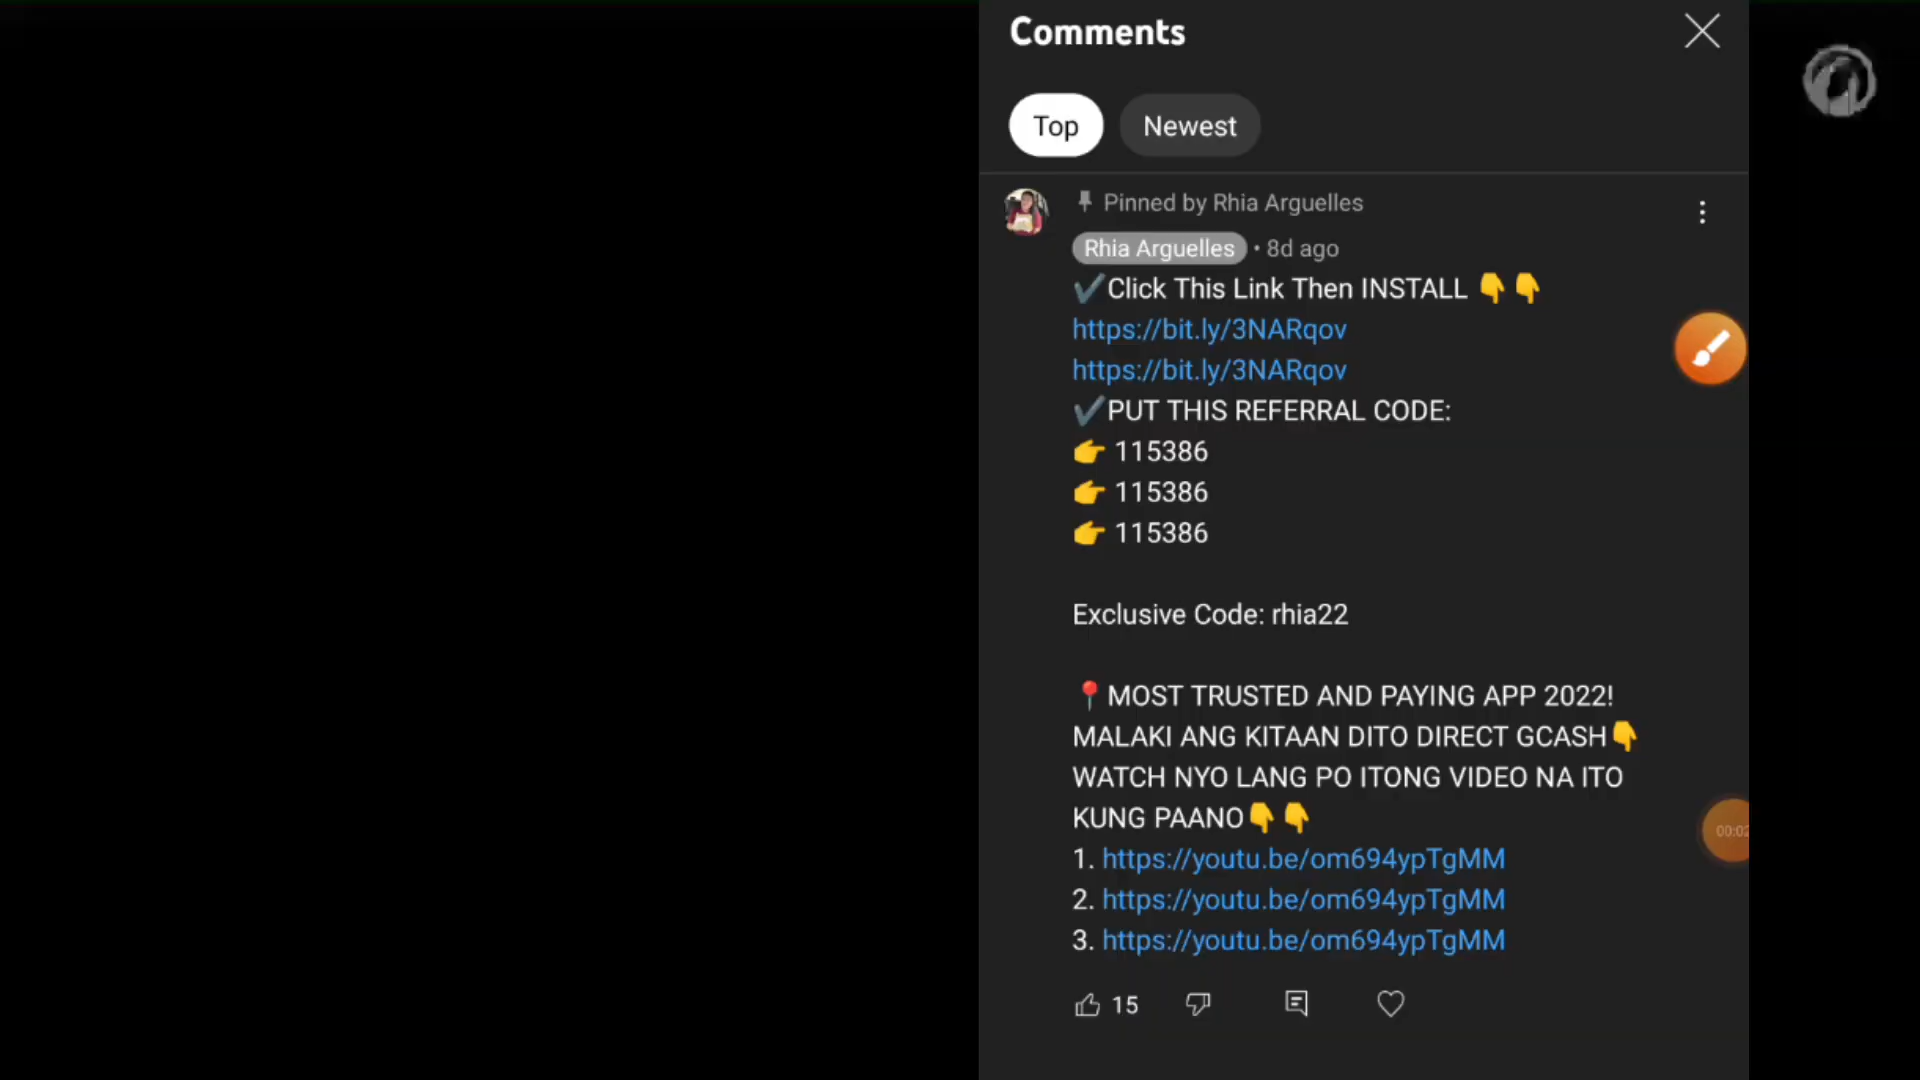 Comments
Top
Newest
Pinned by Rhia Arguelles
Rhia Arguelles • 8d ago
✔Click This Link Then INSTALL 👇👇
https://bit.ly/3NARqov
https://bit.ly/3NARqov
✔PUT THIS REFERRAL CODE:
👉 115386
👉 115386
👉 115386
Exclusive Code: rhia22
📍MOST TRUSTED AND PAYING APP 2022!
MALAKI ANG KITAAN DITO DIRECT GCASH👇
WATCH NYO LANG PO ITONG VIDEO NA ITO
KUNG PAANO👇👇
1. https://youtu.be/om694ypTgMM
2. https://youtu.be/om694ypTgMM
3. https://youtu.be/om694ypTgMM
15
00:02